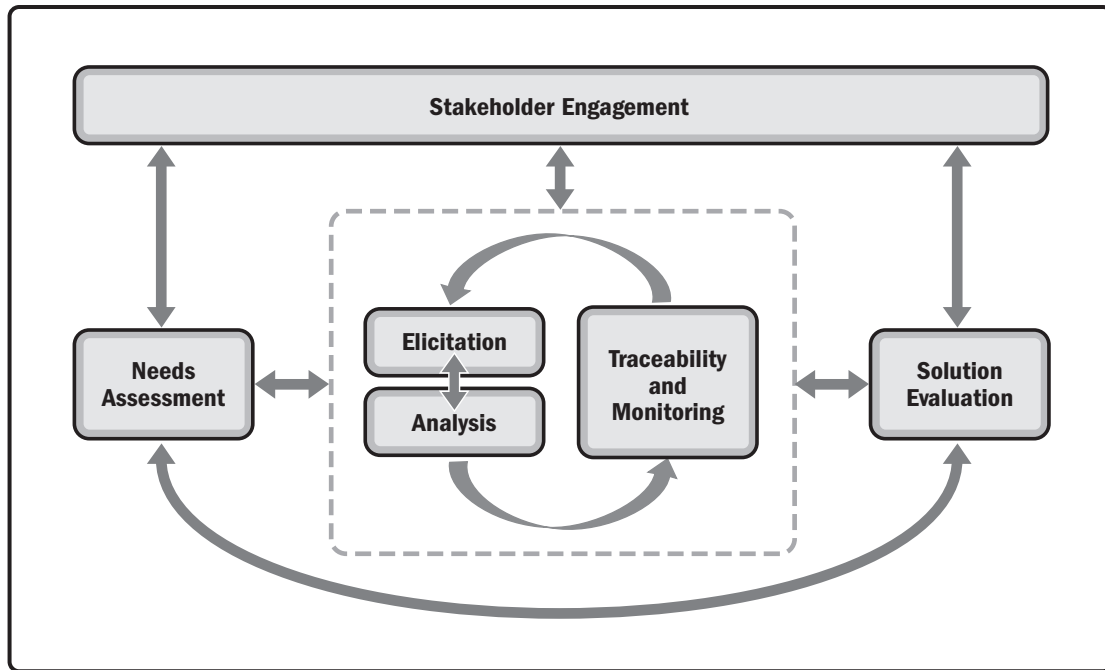 Stakeholder Engagement
Needs
Assessment
Elicitation
Analysis
Traceability
and
Monitoring
Solution
Evaluation